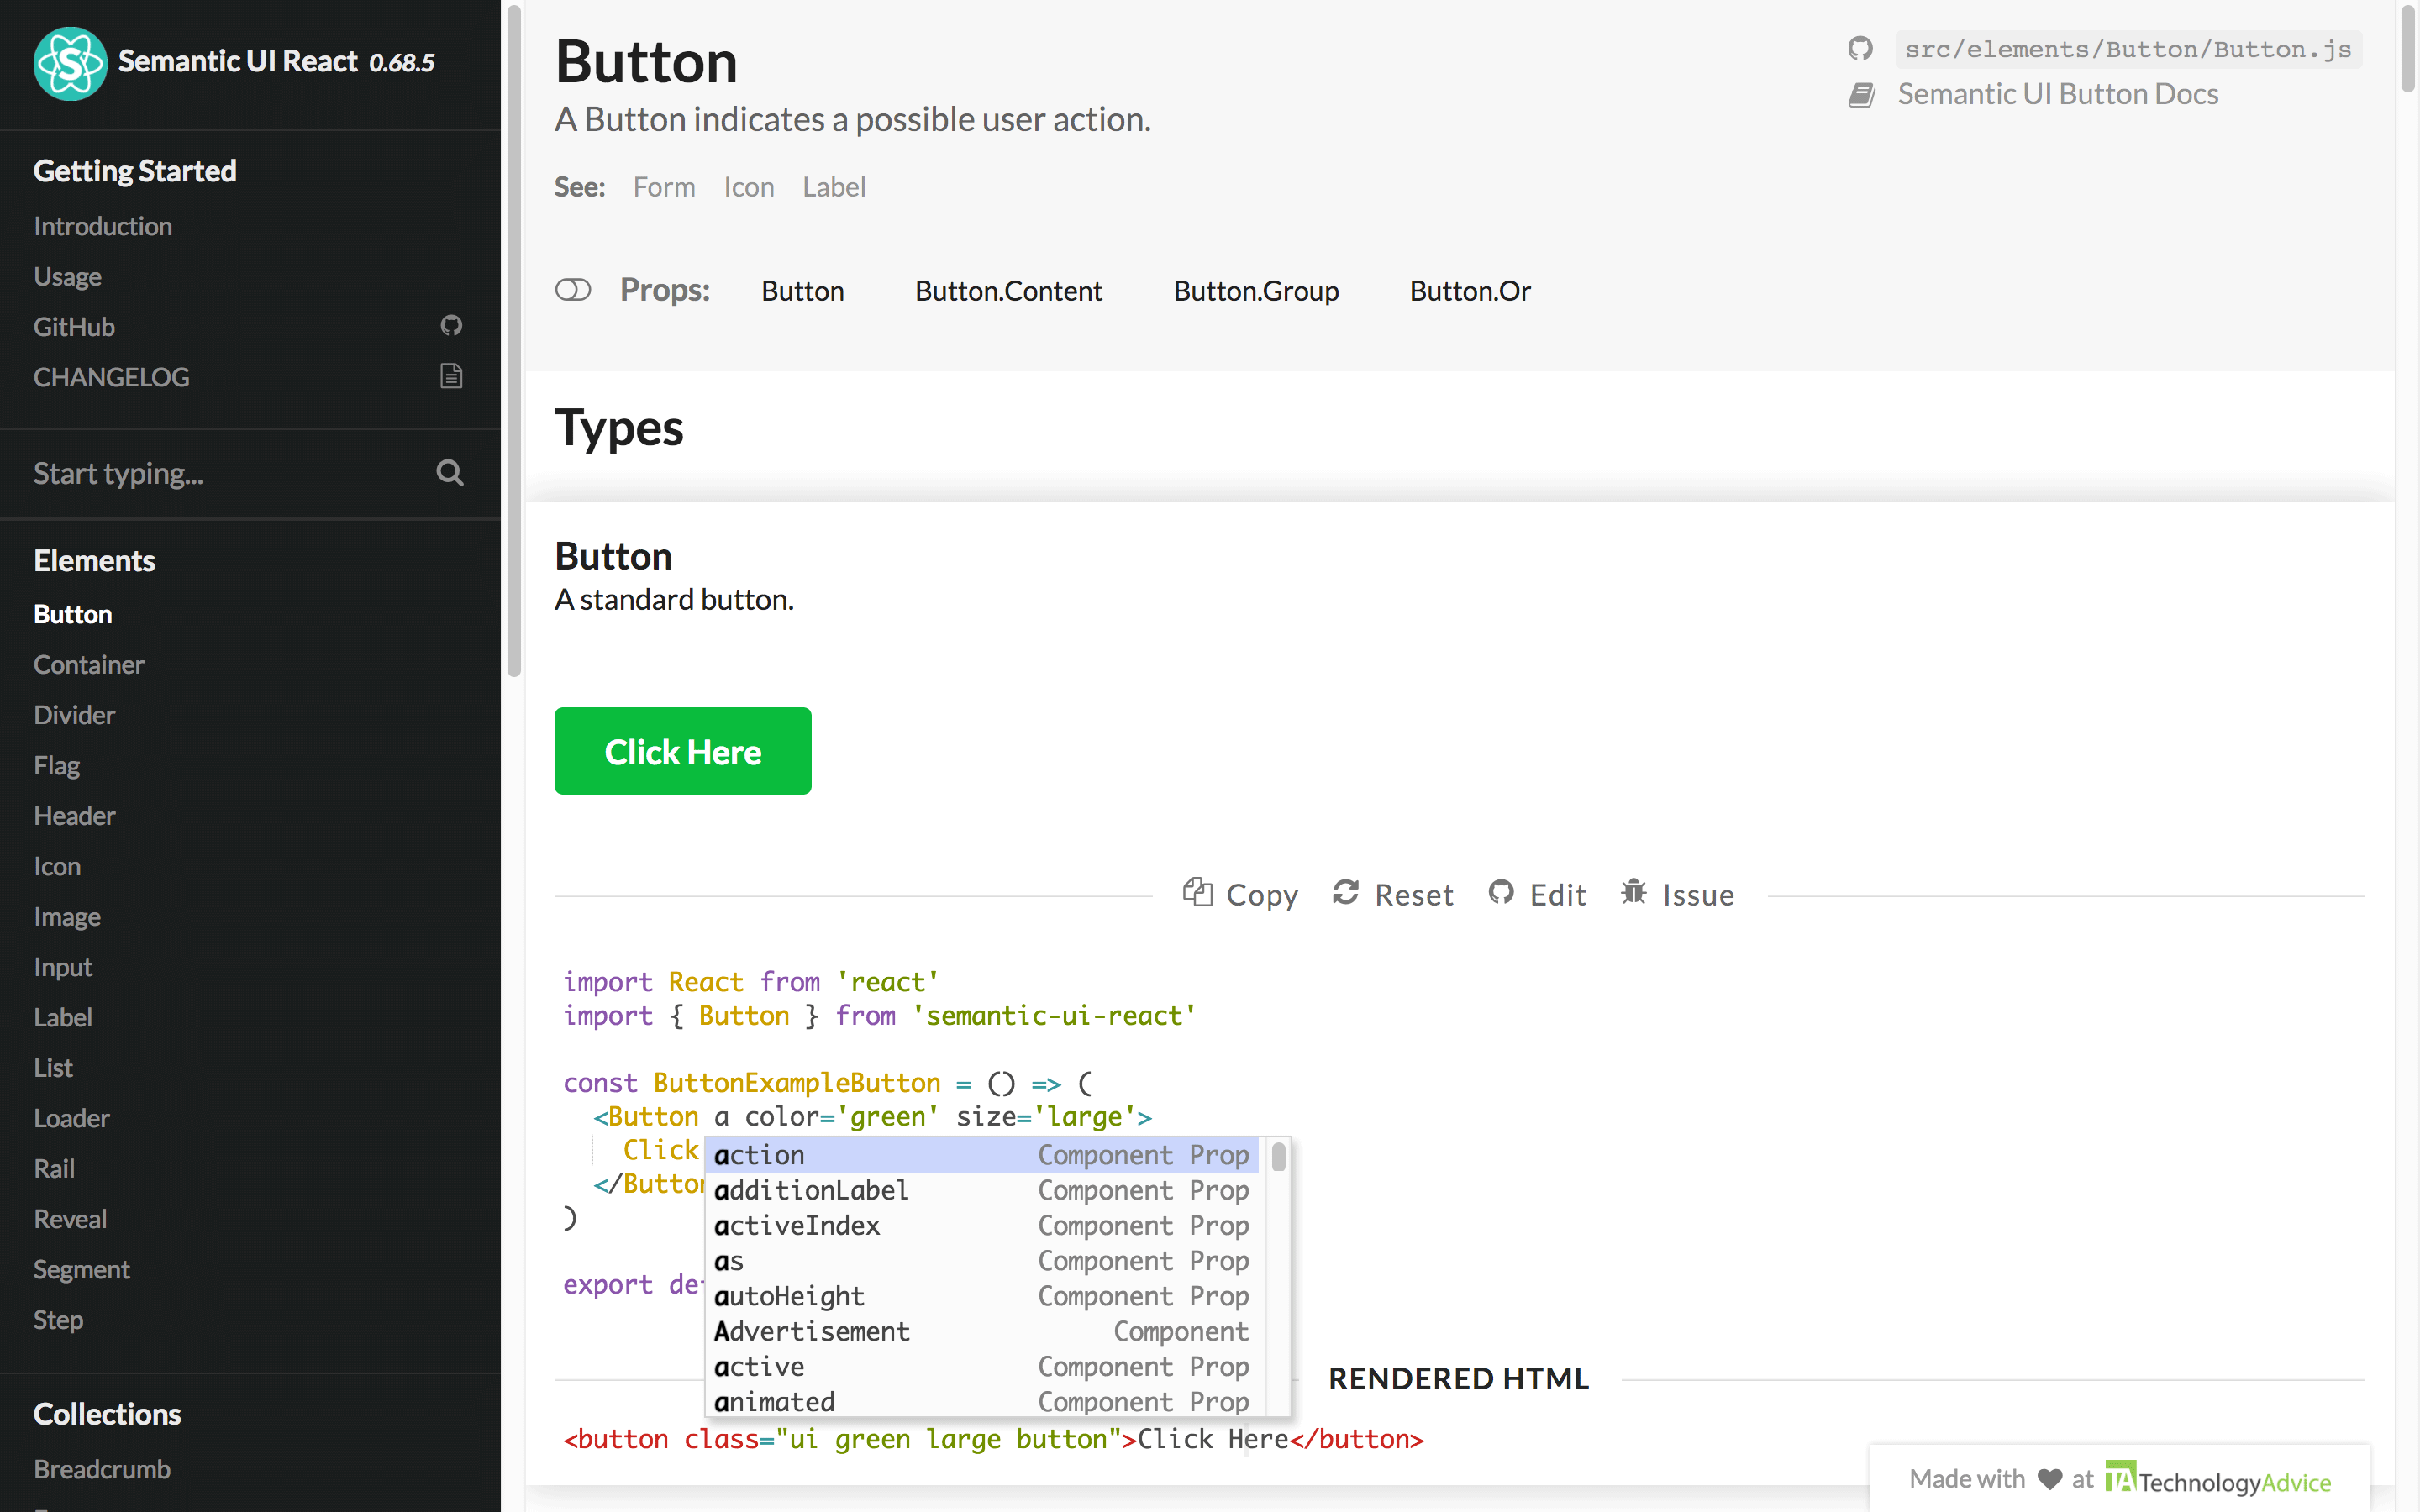 Semantic UI React 0.68.5
Getting Started
Introduction
Usage
GitHub
CHANGELOG
Start typing...
Elements
Button
Container
Divider
Flag
Header
Icon
Image
Input
Label
List
Loader
Rail
Reveal
Segment
Step
Collections
Breadcrumb
Button
A Button indicates a possible user action.
See: Form Icon Label
src/elements/Button/Button.js
Semantic UI Button Docs
Props: Button Button.Content Button.Group Button.Or
Types
Button
A standard button.
Click Here
Copy Reset Edit Issue
import React from 'react'
import { Button } from 'semantic-ui-react'
const ButtonExampleButton = () => (
<Button a color='green' size='large'>
Click
</Button
)
export def
action Component Prop
additionLabel Component Prop
activeIndex Component Prop
as Component Prop
autoHeight Component Prop
Advertisement Component
active Component Prop
animated Component Prop
RENDERED HTML
<button class="ui green large button">Click Here</button>
Made with ♥ at TA TechnologyAdvice